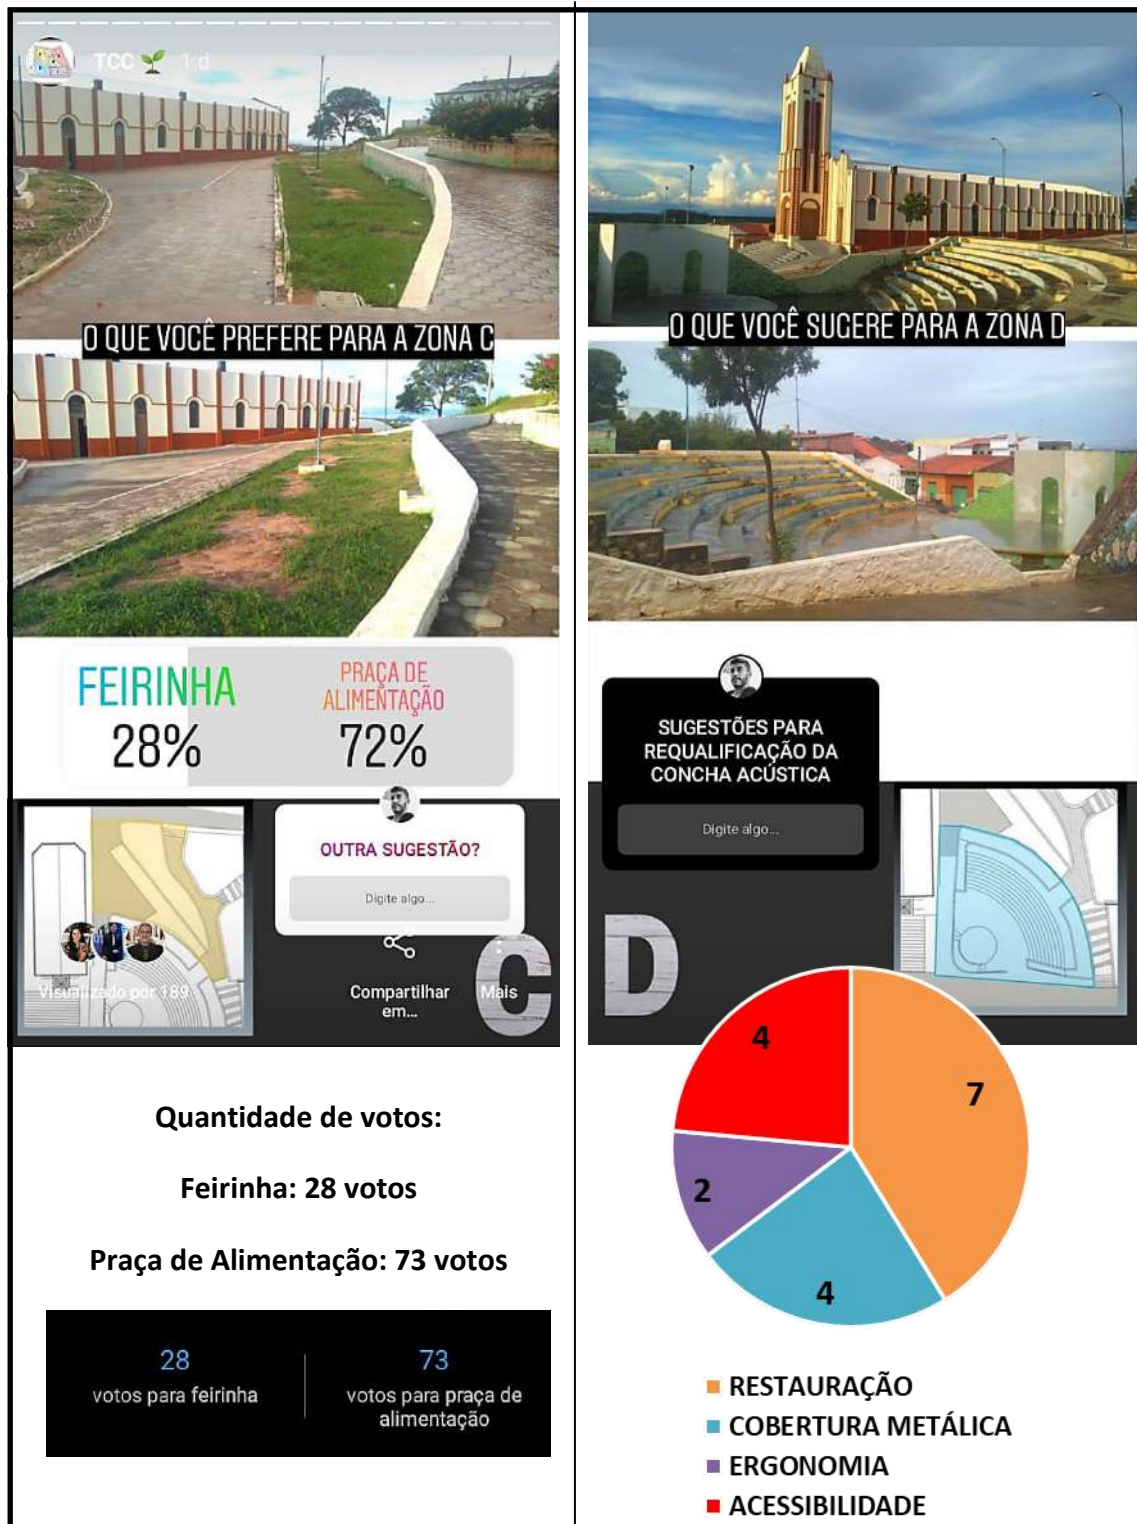 TCC 🌱 1 d
O QUE VOCÊ PREFERE PARA A ZONA C
FEIRINHA
28%
PRAÇA DE
ALIMENTAÇÃO
72%
OUTRA SUGESTÃO?
Digite algo...
Visualizado por 189
Compartilhar
em...
Mais
C
Quantidade de votos:
Feirinha: 28 votos
Praça de Alimentação: 73 votos
28
votos para feirinha
73
votos para praça de
alimentação
O QUE VOCÊ SUGERE PARA A ZONA D
SUGESTÕES PARA
REQUALIFICAÇÃO DA
CONCHA ACÚSTICA
Digite algo...
D
4
7
2
4
RESTAURAÇÃO
COBERTURA METÁLICA
ERGONOMIA
ACESSIBILIDADE